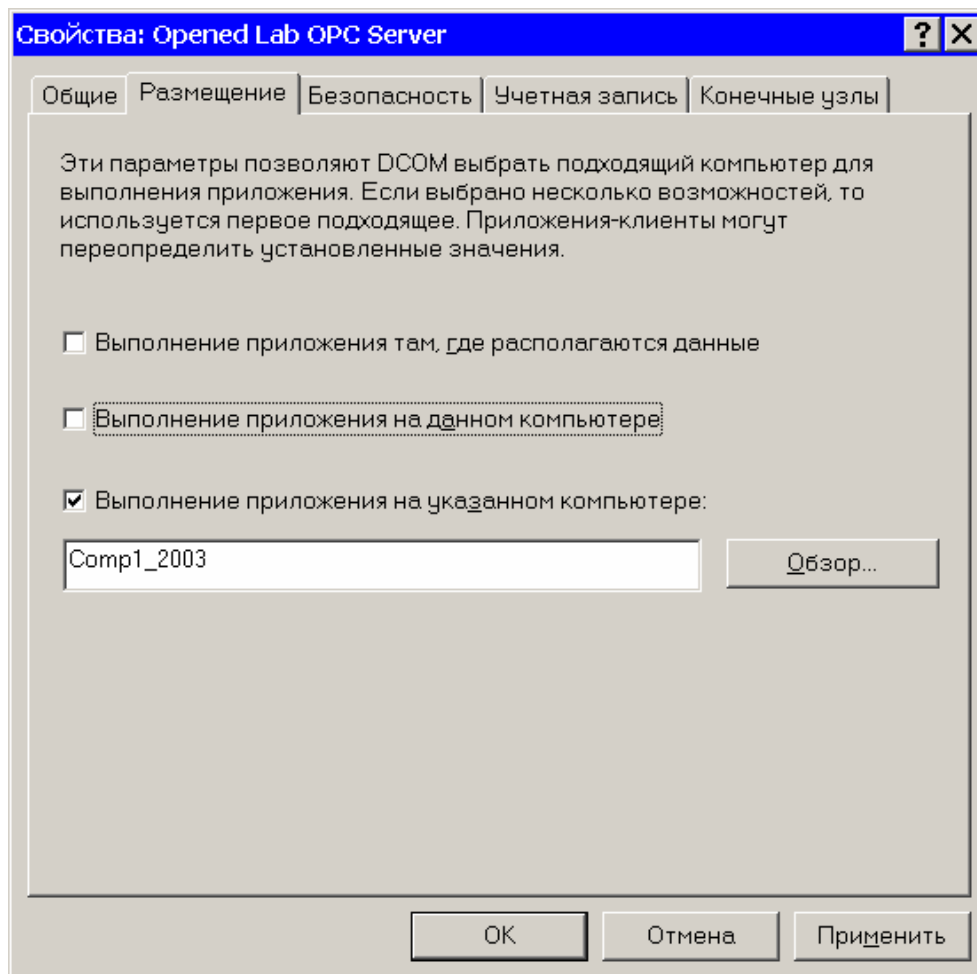 Свойства: Opened Lab OPC Server
Общие Размещение Безопасность Учетная запись Конечные узлы
Эти параметры позволяют DCOM выбрать подходящий компьютер для
выполнения приложения. Если выбрано несколько возможностей, то
используется первое подходящее. Приложения-клиенты могут
переопределить установленные значения.
Выполнение приложения там, где располагаются данные
Выполнение приложения на данном компьютере
Выполнение приложения на указанном компьютере:
Comp1_2003 Обзор...
OK Отмена Применить